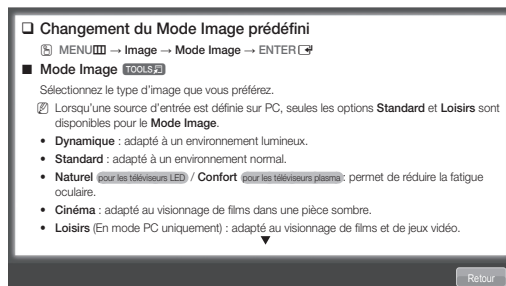 ❑ Changement du Mode Image prédéfini
MENU → Image → Mode Image → ENTER
■ Mode Image TOOLS
Sélectionnez le type d'image que vous préférez.
Lorsqu'une source d'entrée est définie sur PC, seules les options Standard et Loisirs sont
disponibles pour le Mode Image.
• Dynamique : adapté à un environnement lumineux.
• Standard : adapté à un environnement normal.
• Naturel pour les téléviseurs LED / Confort pour les téléviseurs plasma : permet de réduire la fatigue
oculaire.
• Cinéma : adapté au visionnage de films dans une pièce sombre.
• Loisirs (En mode PC uniquement) : adapté au visionnage de films et de jeux vidéo.
▼
Retour